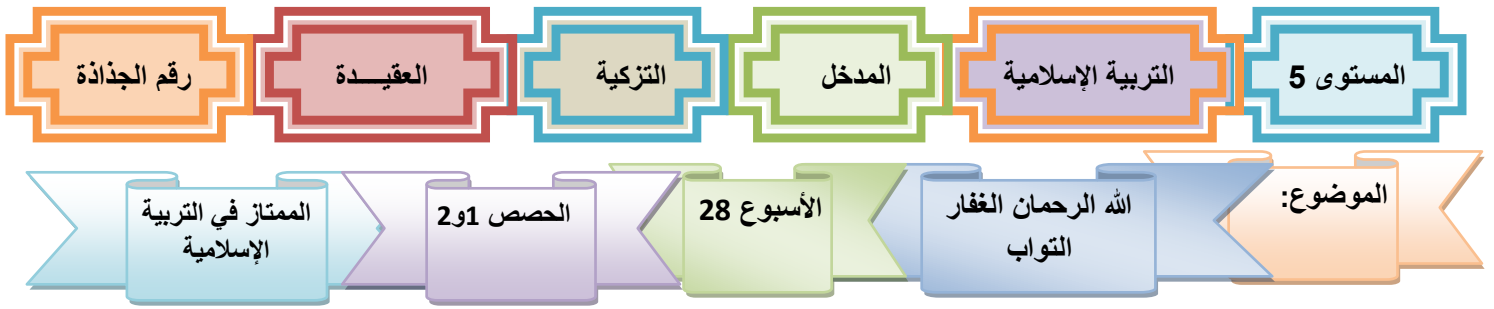 المستوى 5
التربية الإسلامية
المدخل
التزكية
العقيـــدة
رقم الجذاذة
الموضوع:
الله الرحمان الغفار
التواب
الأسبوع 28
الحصص 1و2
الممتاز في التربية
الإسلامية